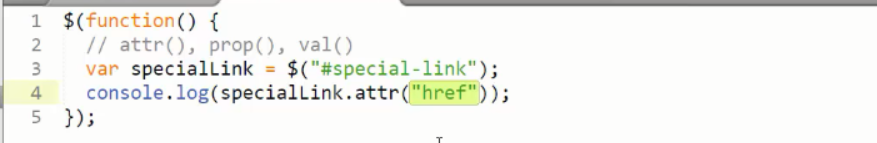 1 $(function() {
2 // attr(), prop(), val()
3 var specialLink = $("#special-link");
4 console.log(specialLink.attr("href"));
5 });